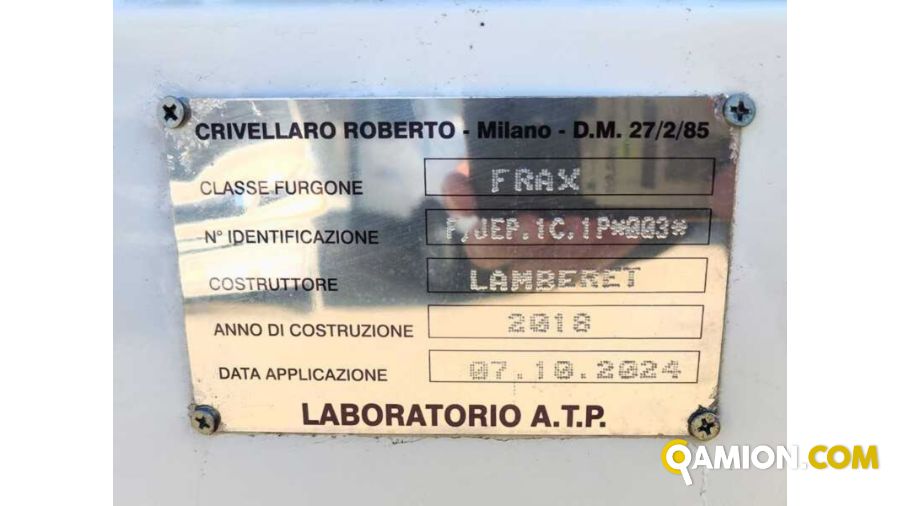 CRIVELLARO ROBERTO - Milano - D.M. 27/2/85
CLASSE FURGONE FRAX
N° IDENTIFICAZIONE P/JEP.1C.1P*003*
COSTRUTTORE LAMBERET
ANNO DI COSTRUZIONE 2018
DATA APPLICAZIONE 07.10.2024
LABORATORIO A.T.P.
QAMION.COM